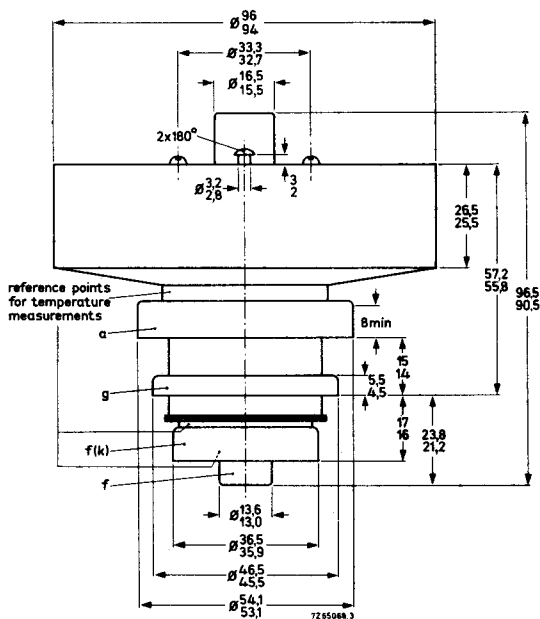 Ø 96
94
Ø 33,3
32,7
Ø 16,5
15,5
2x180°
Ø 3,2
2,8
3
2
26,5
25,5
57,2
55,8
96,5
90,5
reference points
for temperature
measurements
a
8min
15
14
5,5
4,5
g
17
16
23,8
21,2
f(k)
f
Ø 13,6
13,0
Ø 36,5
35,9
Ø 46,5
45,5
Ø 54,1
53,1
7Z65068.3